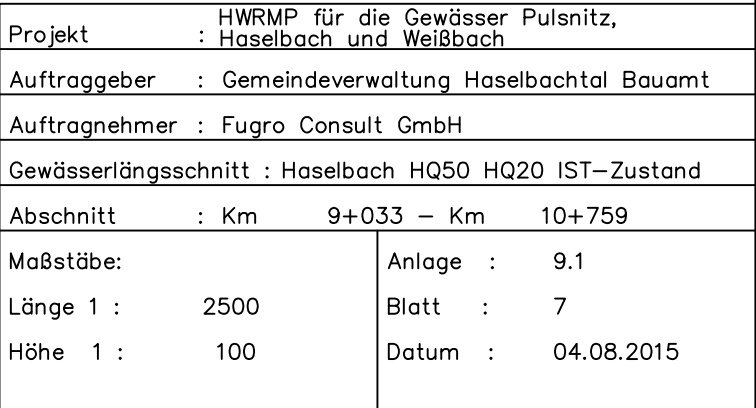 Projekt : HWRMP für die Gewässer Pulsnitz,
Haselbach und Weißbach
Auftraggeber : Gemeindeverwaltung Haselbachtal Bauamt
Auftragnehmer : Fugro Consult GmbH
Gewässerlängsschnitt : Haselbach HQ50 HQ20 IST–Zustand
Abschnitt : Km 9+033 – Km 10+759
Maßstäbe:
Länge 1 : 2500
Höhe 1 : 100
Anlage : 9.1
Blatt : 7
Datum : 04.08.2015